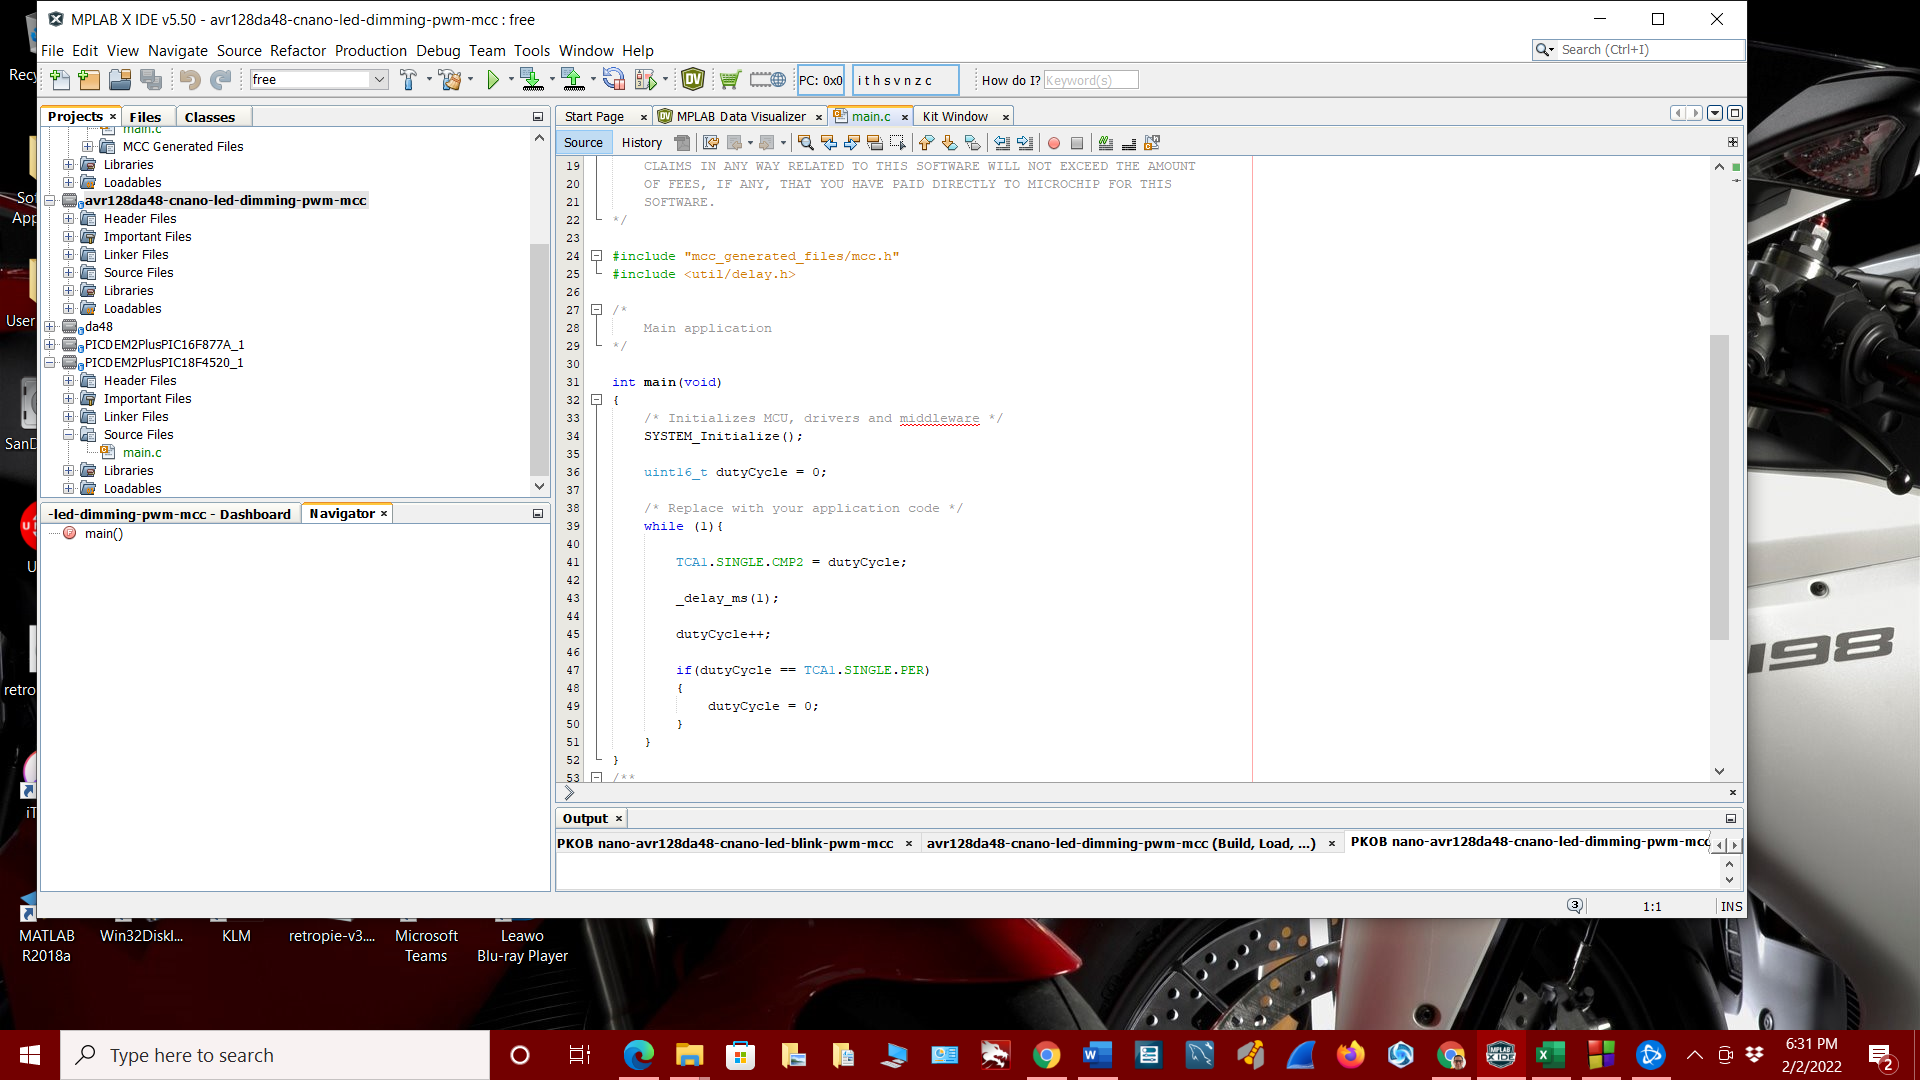 MPLAB X IDE v5.50 - avr128da48-cnano-led-dimming-pwm-mcc : free
File Edit View Navigate Source Refactor Production Debug Team Tools Window Help
Search (Ctrl+I)
free
PC: 0x0
i t h s v n z c
How do I? Keyword(s)
Projects
Files
Classes
main.c
MCC Generated Files
Libraries
Loadables
avr128da48-cnano-led-dimming-pwm-mcc
Header Files
Important Files
Linker Files
Source Files
Libraries
Loadables
da48
PICDEM2PlusPIC16F877A_1
PICDEM2PlusPIC18F4520_1
Header Files
Important Files
Linker Files
Source Files
main.c
Libraries
Loadables
-led-dimming-pwm-mcc - Dashboard
Navigator
main()
Start Page
MPLAB Data Visualizer
main.c
Kit Window
Source
History
19 CLAIMS IN ANY WAY RELATED TO THIS SOFTWARE WILL NOT EXCEED THE AMOUNT
20 OF FEES, IF ANY, THAT YOU HAVE PAID DIRECTLY TO MICROCHIP FOR THIS
21 SOFTWARE.
22 */
23
24 #include "mcc_generated_files/mcc.h"
25 #include <util/delay.h>
26
27 /*
28 Main application
29 */
30
31 int main(void)
32 {
33 /* Initializes MCU, drivers and middleware */
34 SYSTEM_Initialize();
35
36 uint16_t dutyCycle = 0;
37
38 /* Replace with your application code */
39 while (1){
40
41 TCA1.SINGLE.CMP2 = dutyCycle;
42
43 _delay_ms(1);
44
45 dutyCycle++;
46
47 if(dutyCycle == TCA1.SINGLE.PER)
48 {
49 dutyCycle = 0;
50 }
51 }
52 }
53 /**
Output
PKOB nano-avr128da48-cnano-led-blink-pwm-mcc
avr128da48-cnano-led-dimming-pwm-mcc (Build, Load, ...)
PKOB nano-avr128da48-cnano-led-dimming-pwm-mcc
3
1:1
INS
Recy
Sof
App
User
SanD
U
retro
iT
MATLAB
R2018a
Win32DiskI...
KLM
retropie-v3....
Microsoft
Teams
Leawo
Blu-ray Player
198
Type here to search
6:31 PM
2/2/2022
2